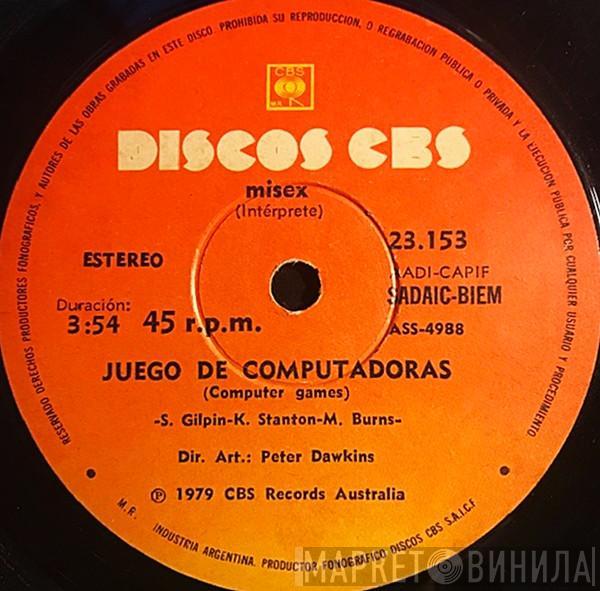 RESERVADO DERECHOS PRODUCTORES FONOGRAFICOS, Y AUTORES DE LAS OBRAS GRABADAS EN ESTE DISCO. PROHIBIDA SU REPRODUCCION, O REGRABACION PUBLICA O PRIVADA Y LA EJECUCION PUBLICA POR CUALQUIER USUARIO Y PROCEDIMIENTO
CBS
M.R.
DISCOS CBS
misex
(Intérprete)
23.153
ESTEREO
AADI-CAPIF
SADAIC-BIEM
Duración:
3:54 45 r.p.m.
ASS-4988
JUEGO DE COMPUTADORAS
(Computer games)
-S. Gilpin-K. Stanton-M. Burns-
Dir. Art.: Peter Dawkins
℗ 1979 CBS Records Australia
M.R. INDUSTRIA ARGENTINA. PRODUCTOR FONOGRAFICO DISCOS CBS S.A.I.C.F.
МАРКЕТ ВИНИЛА